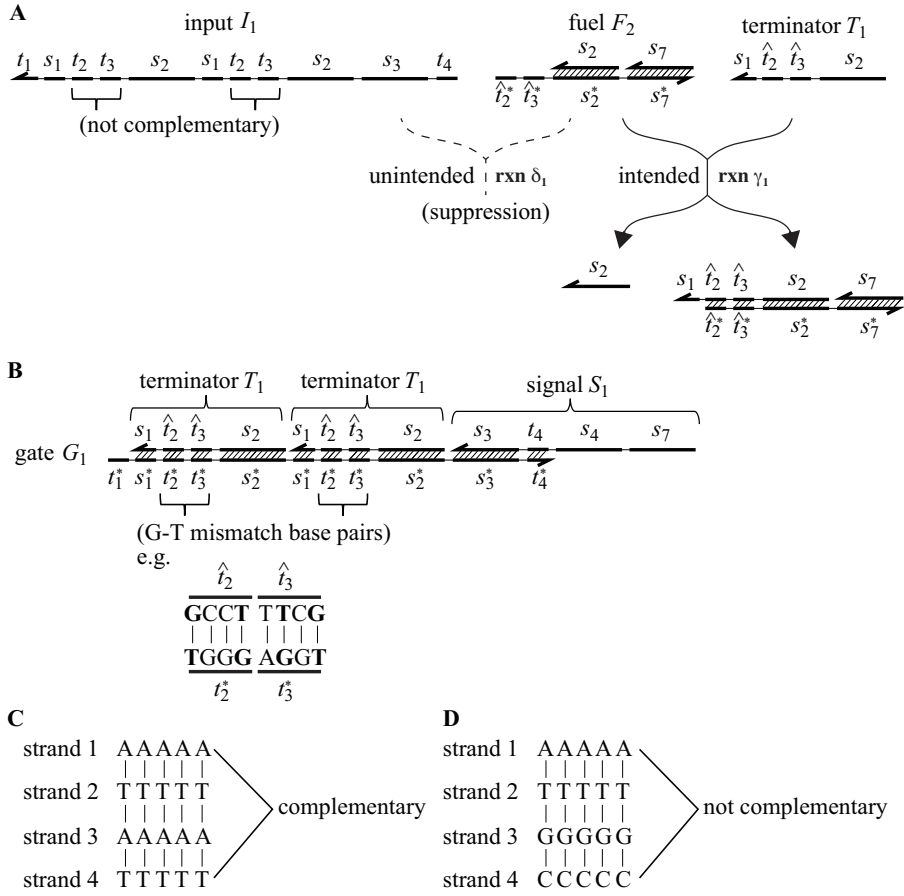 A
input I₁ fuel F₂ terminator T₁
t₁ s₁ t₂ t₃ s₂ s₁ t₂ t₃ s₂ s₃ t₄ s₂ s₇ s₁ t̂₂ t̂₃ s₂
t̂₂* t̂₃* s₂* s₇*
(not complementary)
unintended rxn δ₁ intended rxn γ₁
(suppression)
s₂ s₁ t̂₂ t̂₃ s₂ s₇
t̂₂* t̂₃* s₂* s₇*
B
terminator T₁ terminator T₁ signal S₁
s₁ t̂₂ t̂₃ s₂ s₁ t̂₂ t̂₃ s₂ s₃ t₄ s₄ s₇
gate G₁
t₁* s₁* t₂* t₃* s₂* s₁* t₂* t₃* s₂* s₃* t₄*
(G-T mismatch base pairs)
e.g.
t̂₂ t̂₃
GCCT TTCG
TGGG AGGT
t₂* t₃*
C D
strand 1 AAAAA strand 1 AAAAA
strand 2 TTTTT strand 2 TTTTT
complementary not complementary
strand 3 AAAAA strand 3 GGGGG
strand 4 TTTTT strand 4 CCCCC